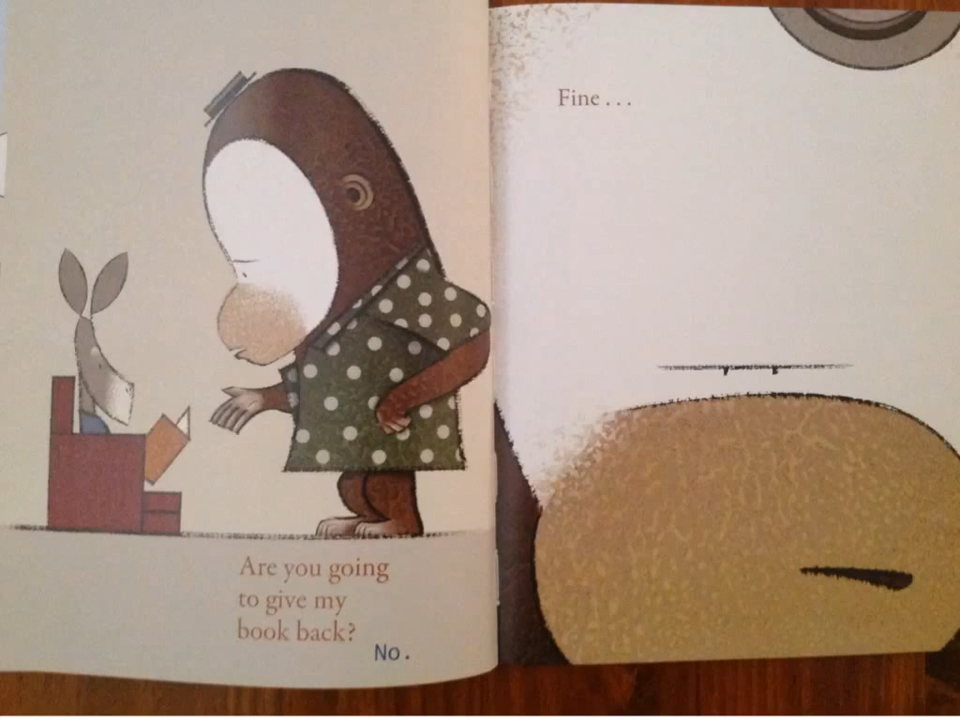 Are you going
to give my
book back?
No.
Fine . . .